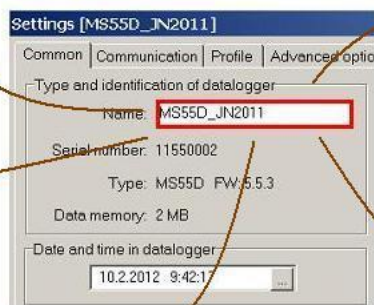 Settings [MS55D_JN2011]
Common Communication Profile Advanced optio
Type and identification of datalogger
Name: MS55D_JN2011
Serial number: 11550002
Type: MS55D FW: 5.5.3
Data memory: 2 MB
Date and time in datalogger
10.2.2012 9:42:1
...